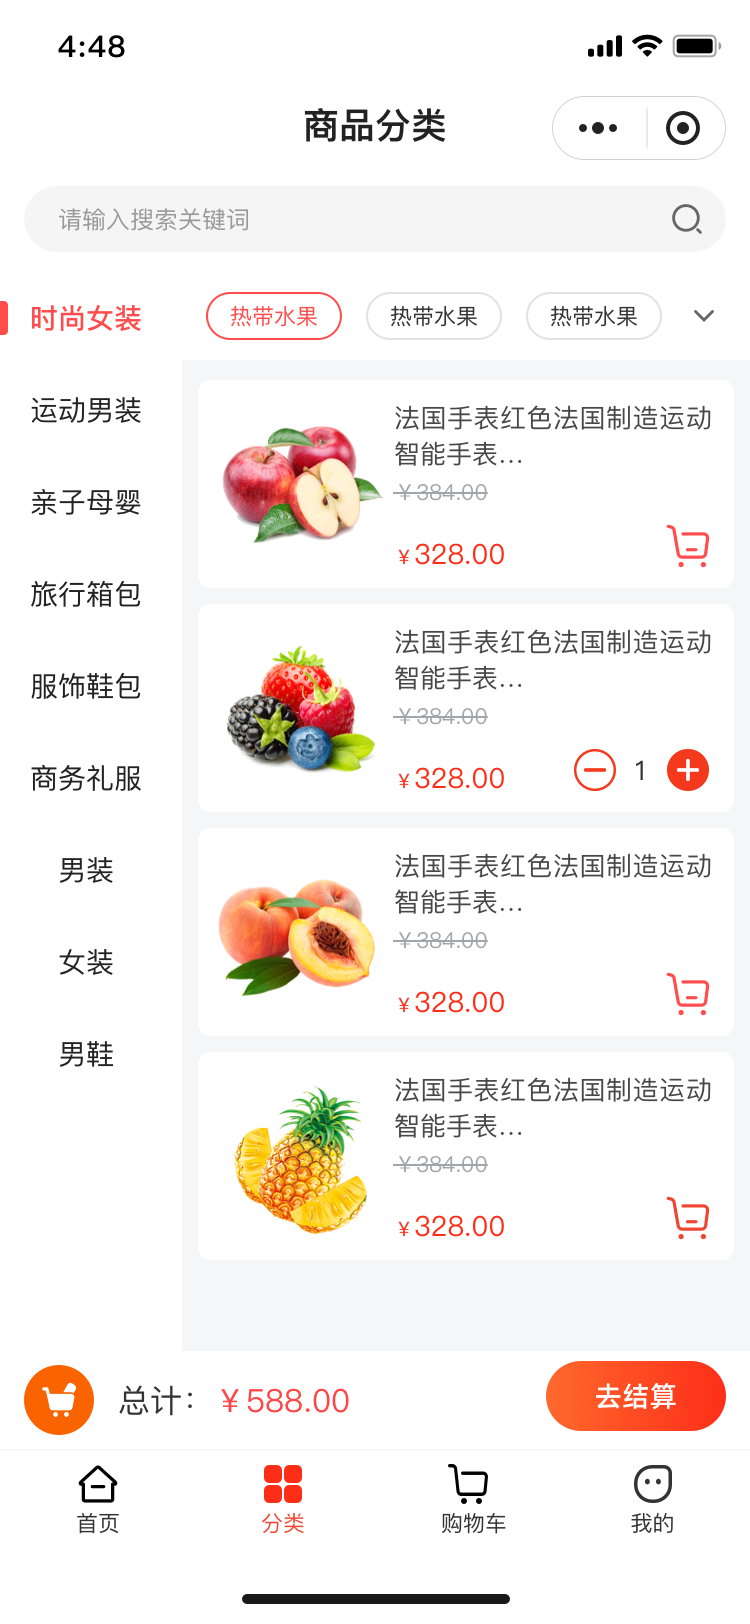 4:48
商品分类
请输入搜索关键词
时尚女装
运动男装
亲子母婴
旅行箱包
服饰鞋包
商务礼服
男装
女装
男鞋
热带水果 热带水果 热带水果
法国手表红色法国制造运动
智能手表...
￥384.00
￥328.00
法国手表红色法国制造运动
智能手表...
￥384.00
￥328.00 1
法国手表红色法国制造运动
智能手表...
￥384.00
￥328.00
法国手表红色法国制造运动
智能手表...
￥384.00
￥328.00
总计： ￥588.00 去结算
首页 分类 购物车 我的